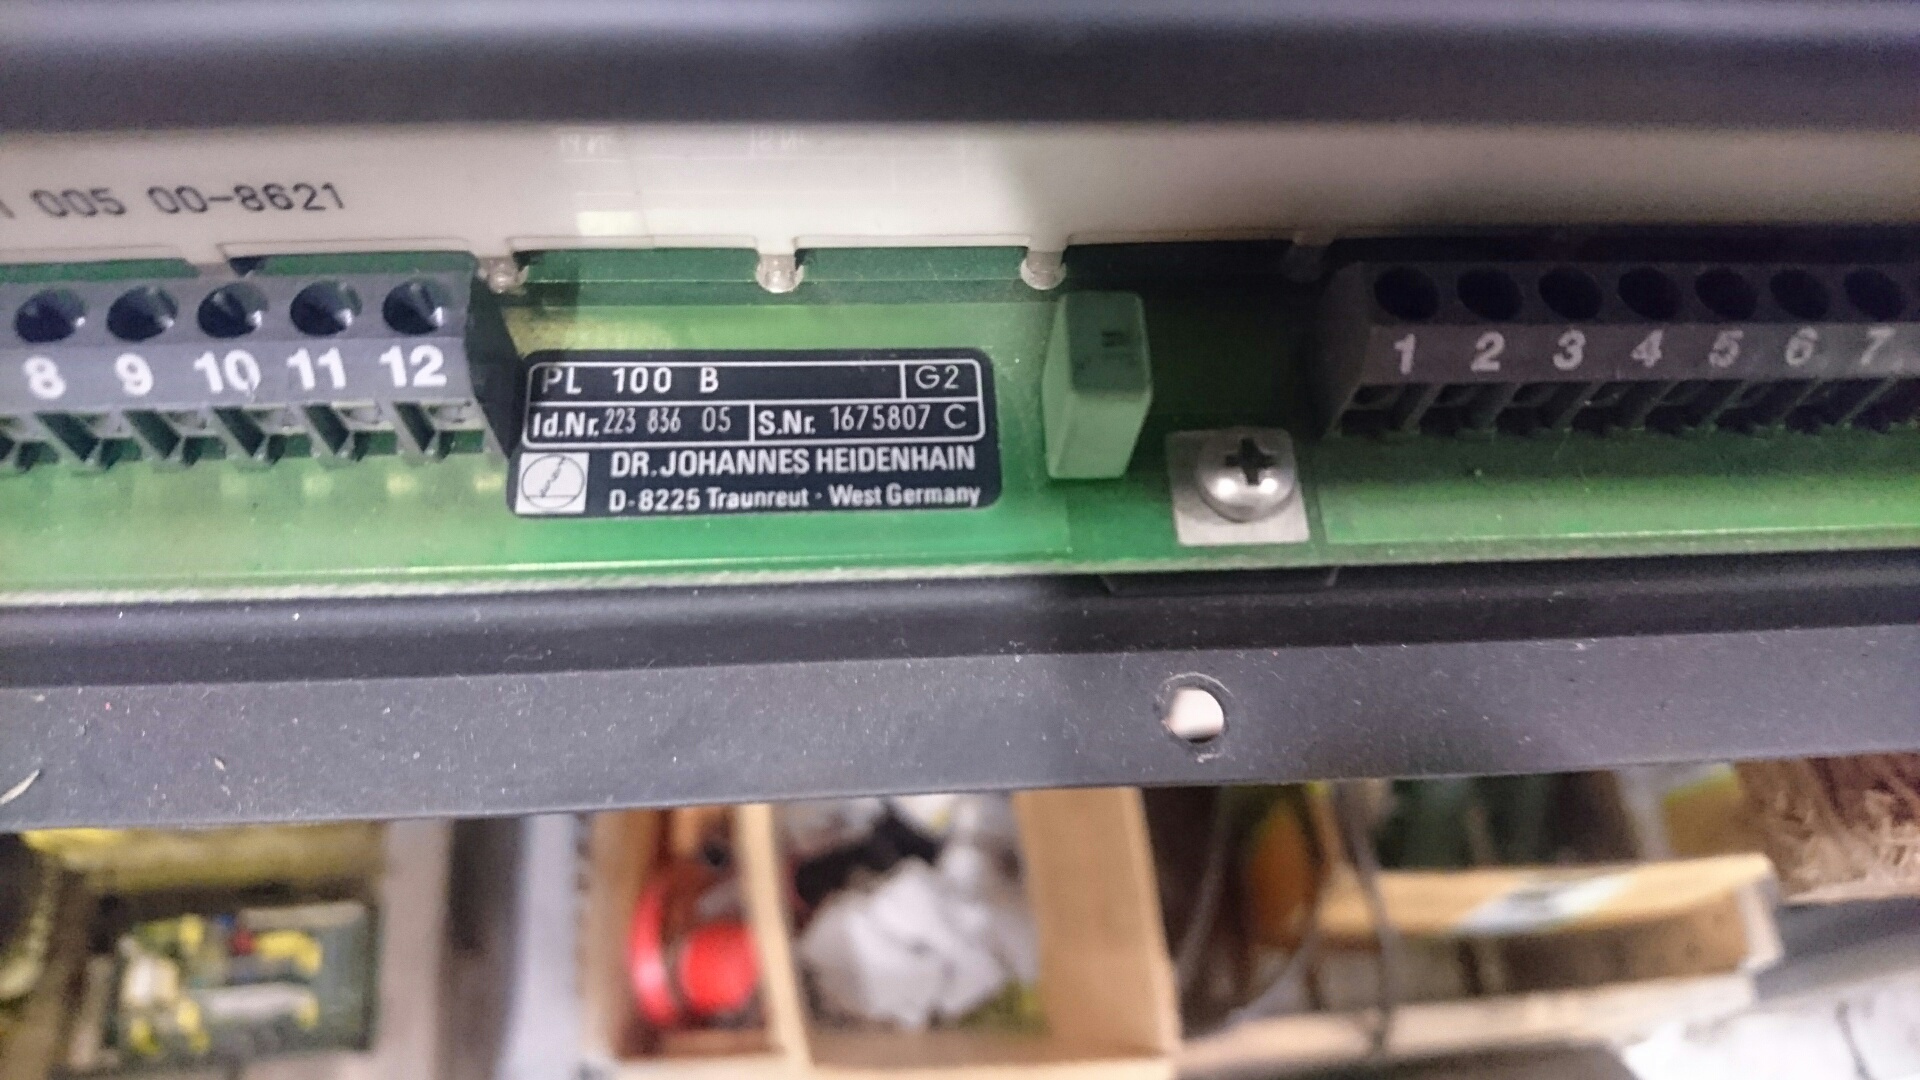 005 00-8621
8 9 10 11 12
PL 100 B G2
Id.Nr. 223 836 05 S.Nr. 1675807 C
DR. JOHANNES HEIDENHAIN
D-8225 Traunreut · West Germany
1 2 3 4 5 6 7